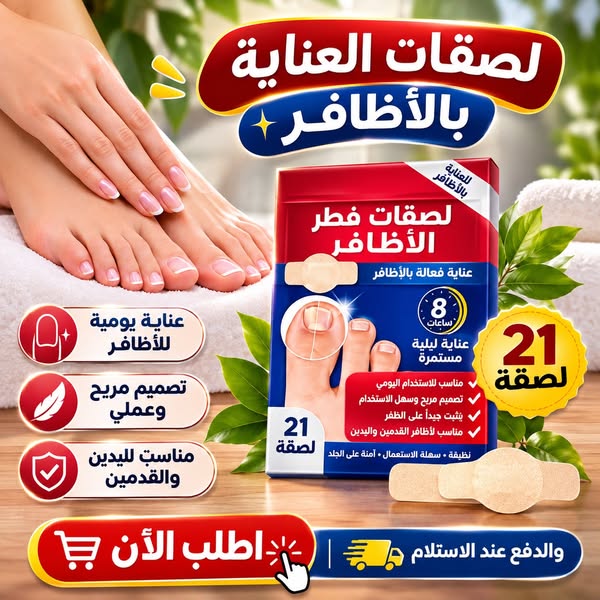 لصقات العناية
بالأظافر
للعناية
بالأظافر
لصقات فطر
الأظافر
عناية فعالة بالأظافر
8
ساعات
عناية ليلية
مستمرة
مناسب للاستخدام اليومي
تصميم مريح وسهل الاستخدام
يثبت جيداً على الظفر
مناسب لأظافر القدمين واليدين
21
لصقة
نظيفة • سهلة الاستعمال • آمنة على الجلد
21
لصقة
عناية يومية
للأظافر
تصميم مريح
وعملي
مناسب لليدين
والقدمين
اطلب الأن
والدفع عند الاستلام